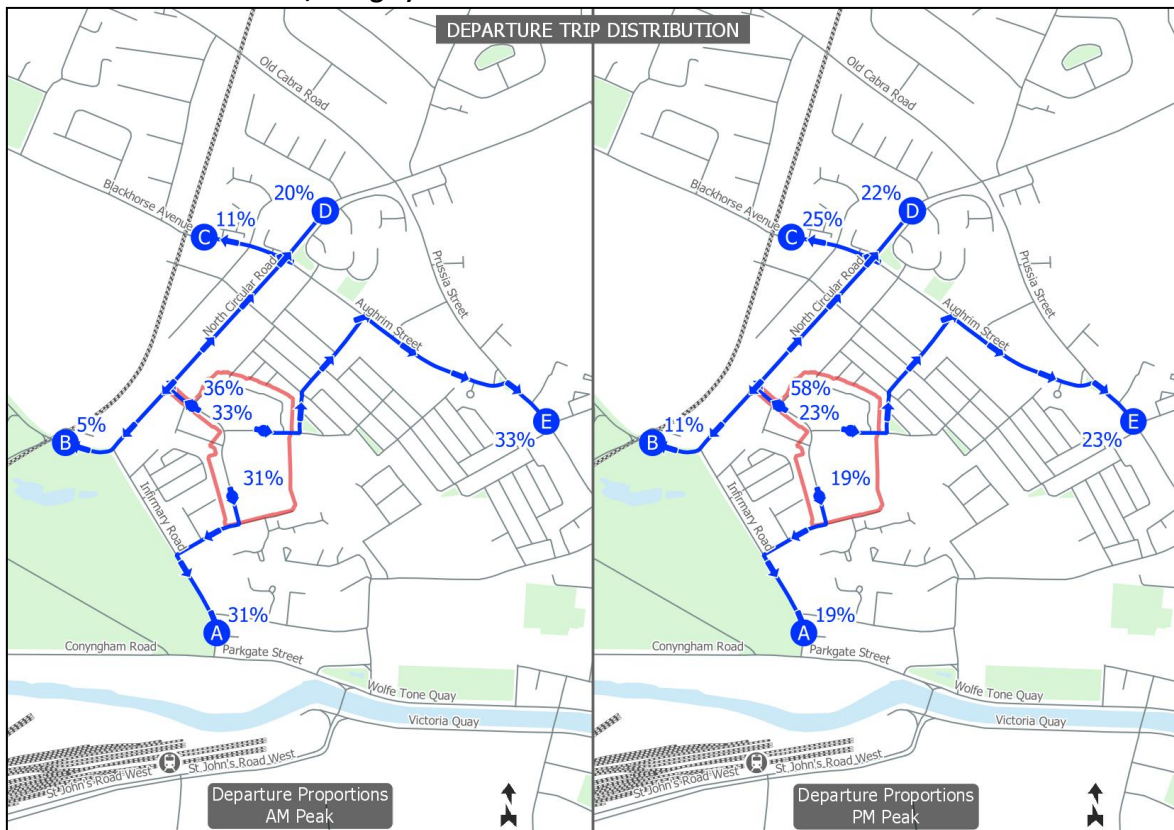 DEPARTURE TRIP DISTRIBUTION
Old Cabra Road
Blackhorse Avenue
20%
D
11%
C
North Circular Road
Prussia Street
Aughrim Street
36%
33%
5%
B
E
33%
31%
Infirmary Road
31%
A
Conyngham Road
Parkgate Street
Wolfe Tone Quay
Victoria Quay
St John's Road West
St John's Road West
Departure Proportions
AM Peak
Old Cabra Road
Blackhorse Avenue
22%
D
25%
C
North Circular Road
Prussia Street
Aughrim Street
58%
23%
11%
B
E
23%
19%
Infirmary Road
19%
A
Conyngham Road
Parkgate Street
Wolfe Tone Quay
Victoria Quay
St John's Road West
St John's Road West
Departure Proportions
PM Peak